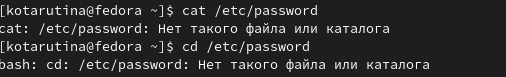 [kotarutina@fedora ~]$ cat /etc/password
cat: /etc/password: Нет такого файла или каталога
[kotarutina@fedora ~]$ cd /etc/password
bash: cd: /etc/password: Нет такого файла или каталога